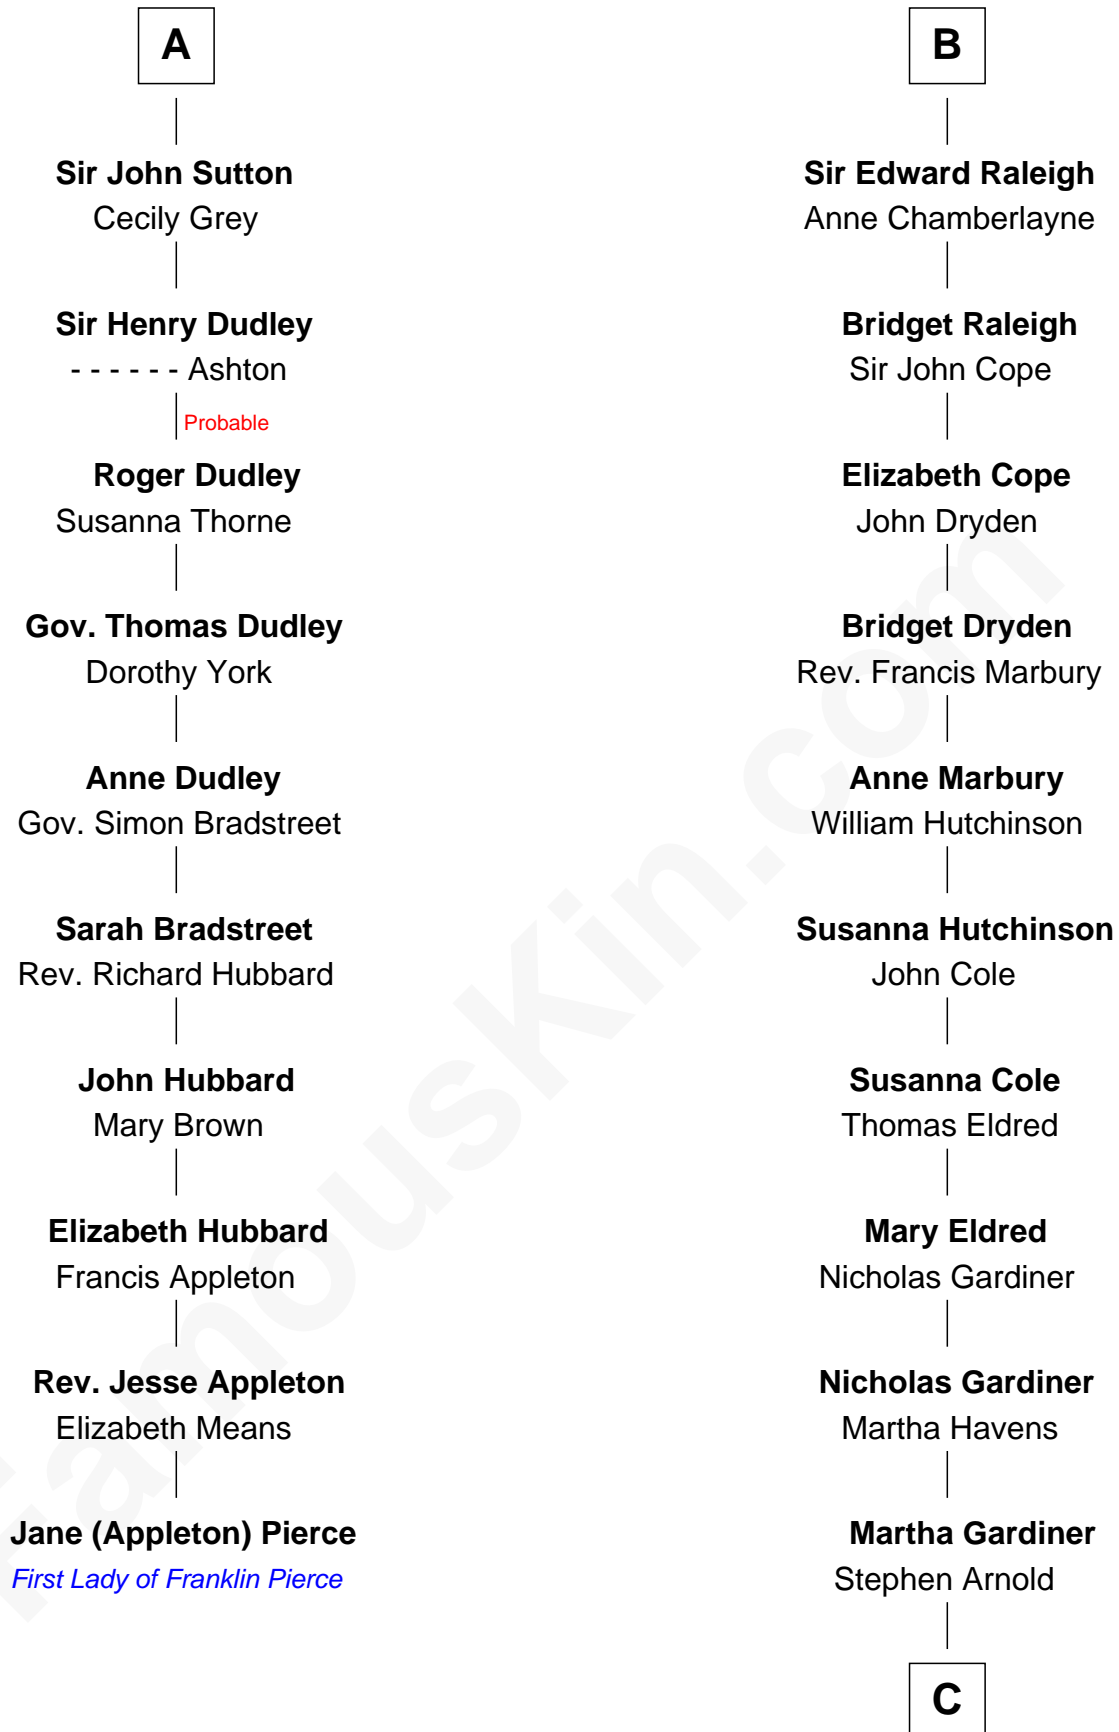 A
Sir John Sutton
Cecily Grey
Sir Henry Dudley
- - - - - - Ashton
Probable
Roger Dudley
Susanna Thorne
Gov. Thomas Dudley
Dorothy York
Anne Dudley
Gov. Simon Bradstreet
Sarah Bradstreet
Rev. Richard Hubbard
John Hubbard
Mary Brown
Elizabeth Hubbard
Francis Appleton
Rev. Jesse Appleton
Elizabeth Means
Jane (Appleton) Pierce
First Lady of Franklin Pierce
B
Sir Edward Raleigh
Anne Chamberlayne
Bridget Raleigh
Sir John Cope
Elizabeth Cope
John Dryden
Bridget Dryden
Rev. Francis Marbury
Anne Marbury
William Hutchinson
Susanna Hutchinson
John Cole
Susanna Cole
Thomas Eldred
Mary Eldred
Nicholas Gardiner
Nicholas Gardiner
Martha Havens
Martha Gardiner
Stephen Arnold
C
FamousKin.com